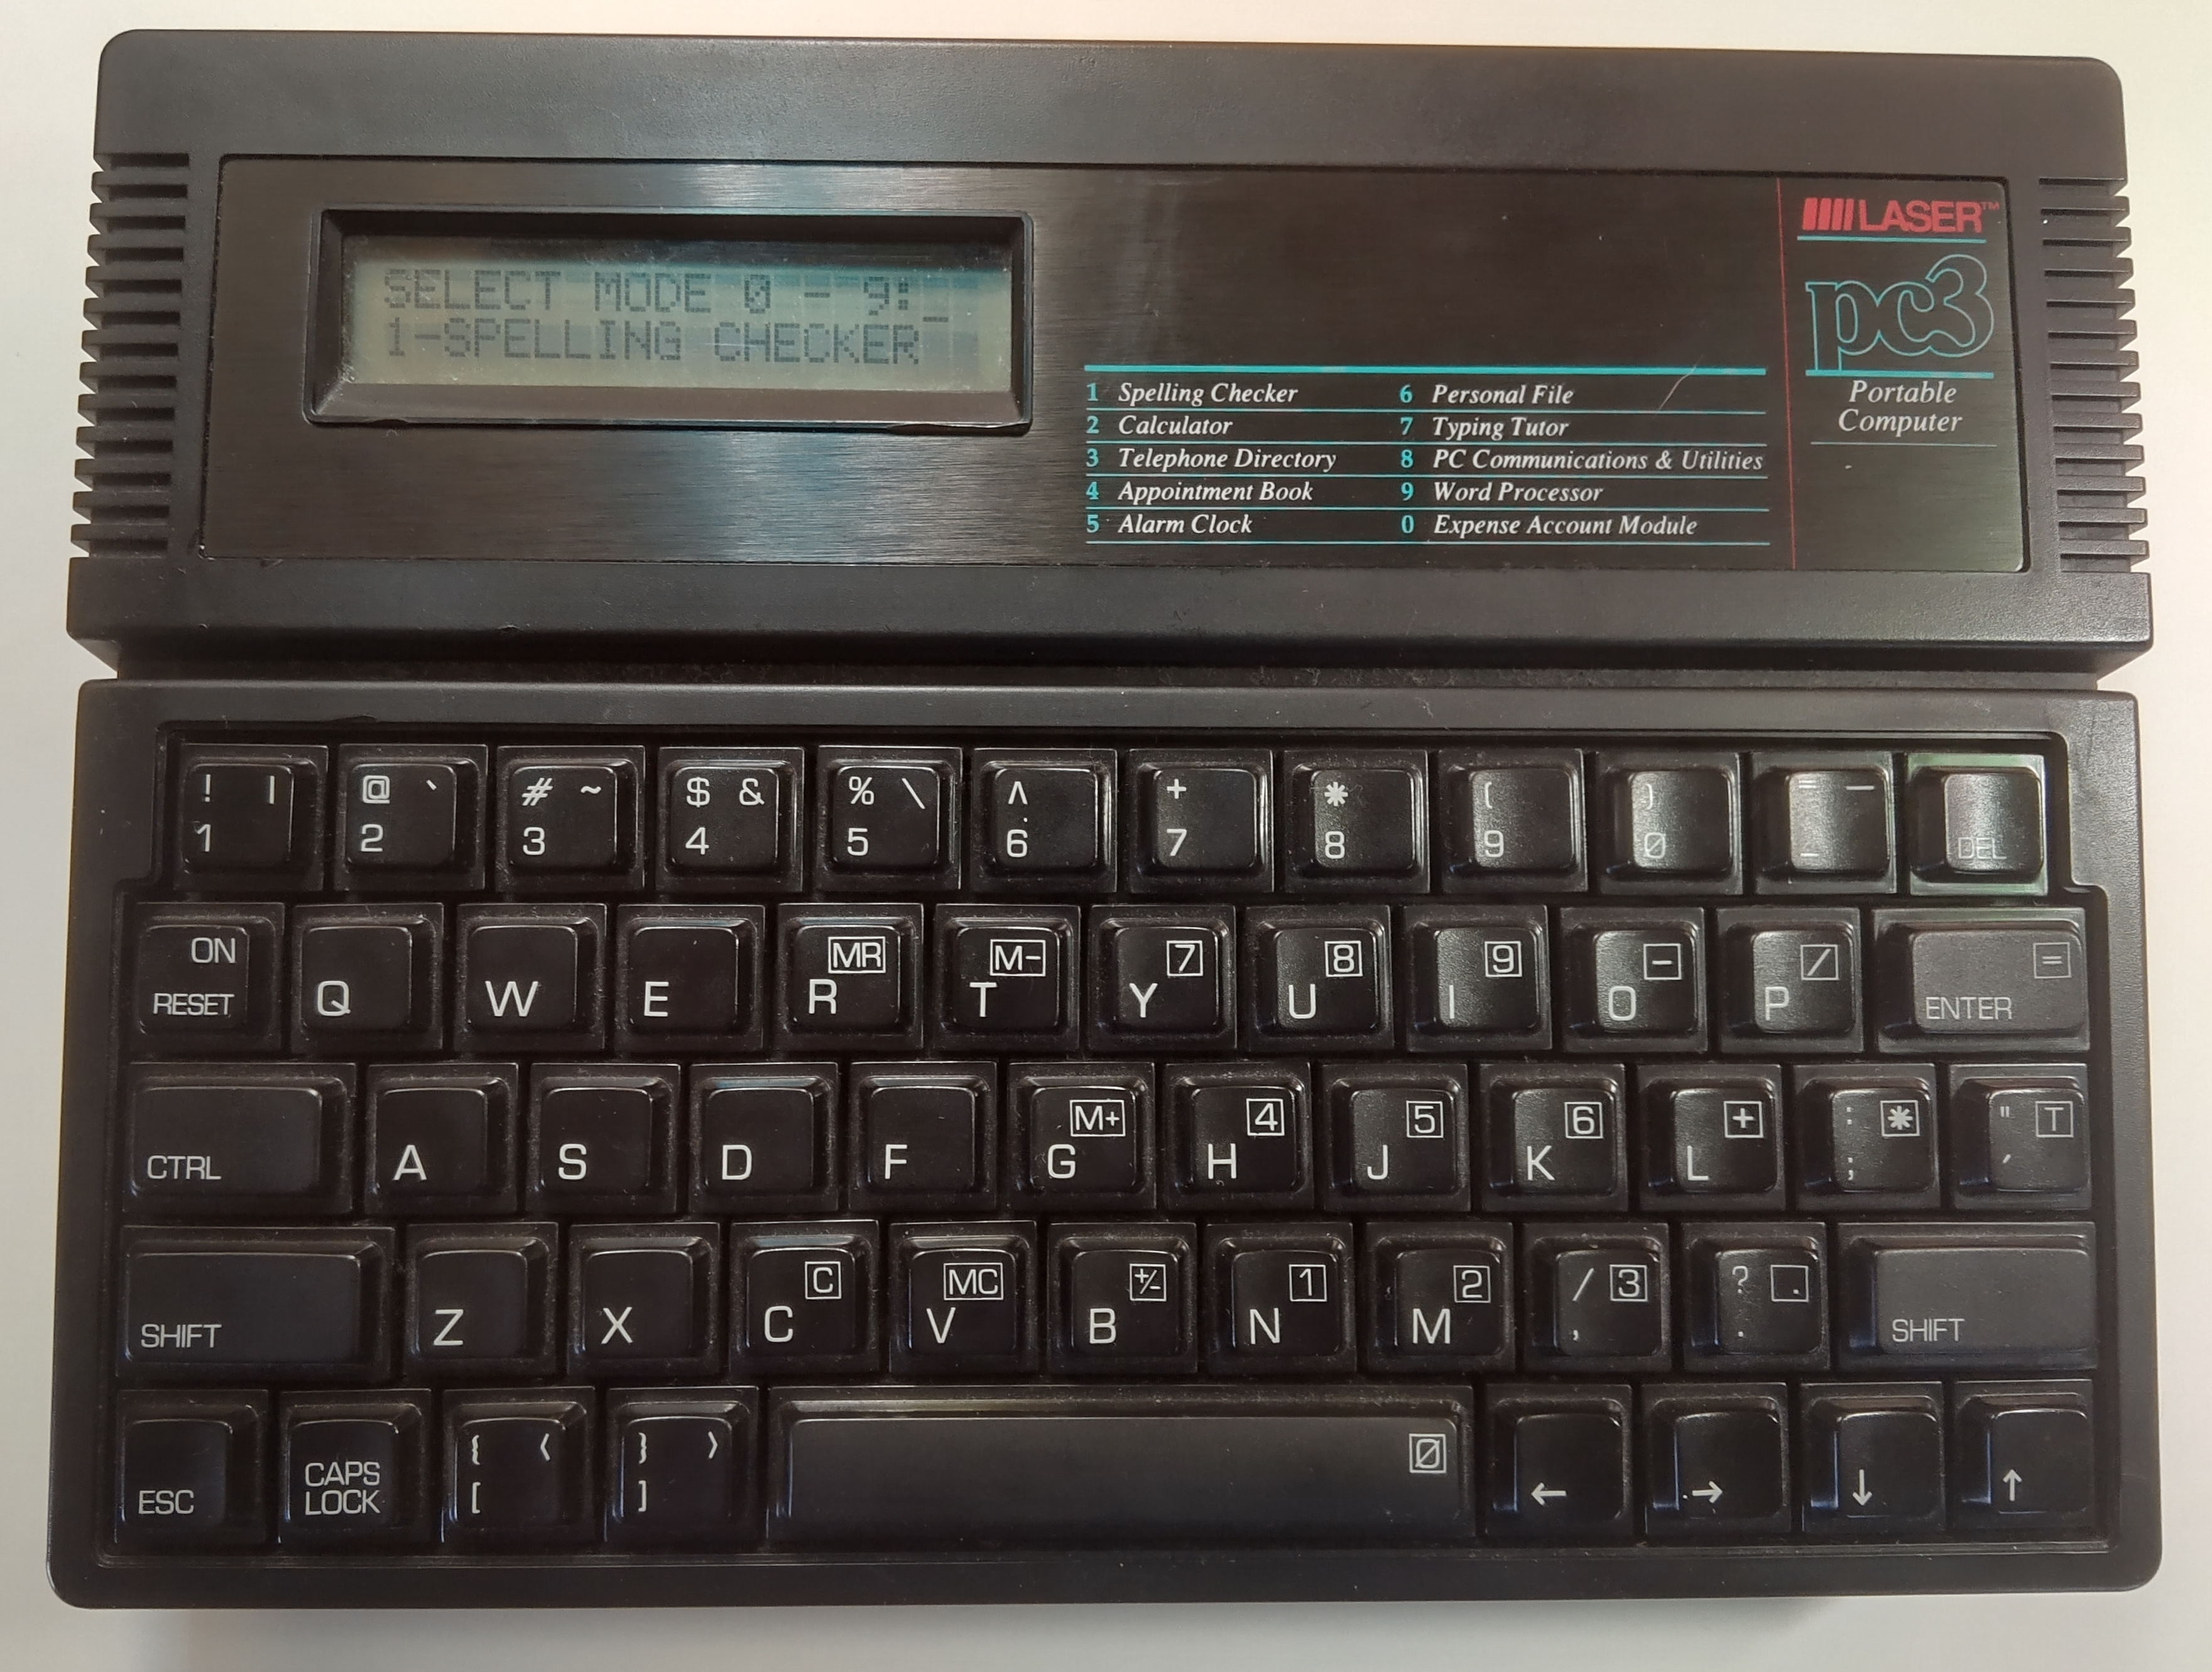 SELECT MODE 0 - 9:_
1-SPELLING CHECKER
LASER™
pc3
Portable
Computer
1 Spelling Checker 6 Personal File
2 Calculator 7 Typing Tutor
3 Telephone Directory 8 PC Communications & Utilities
4 Appointment Book 9 Word Processor
5 Alarm Clock 0 Expense Account Module
! | @ ` # ~ $ & % \ ^ + * ( ) = —
1 2 3 4 5 6 7 8 9 0 _ DEL
ON MR M- 7 8 9 - / =
RESET Q W E R T Y U I O P ENTER
M+ 4 5 6 + : * " T
CTRL A S D F G H J K L ; '
C MC +/- 1 2 / 3 ? .
SHIFT Z X C V B N M , . SHIFT
{ < } > 0
ESC CAPS LOCK [ ] ← → ↓ ↑